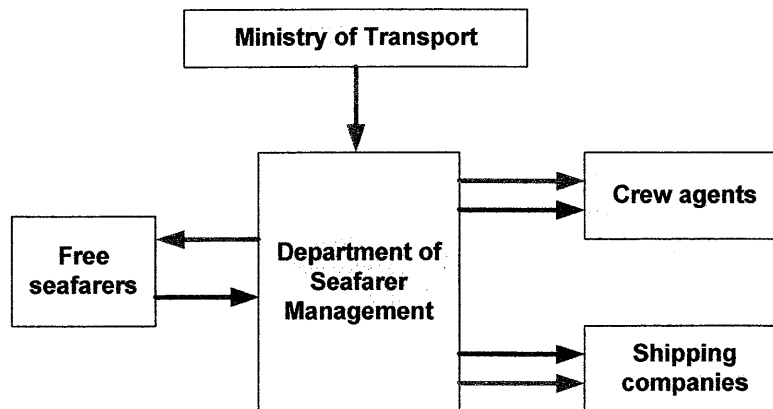 Ministry of Transport
Crew agents
Free
seafarers
Department of
Seafarer
Management
Shipping
companies